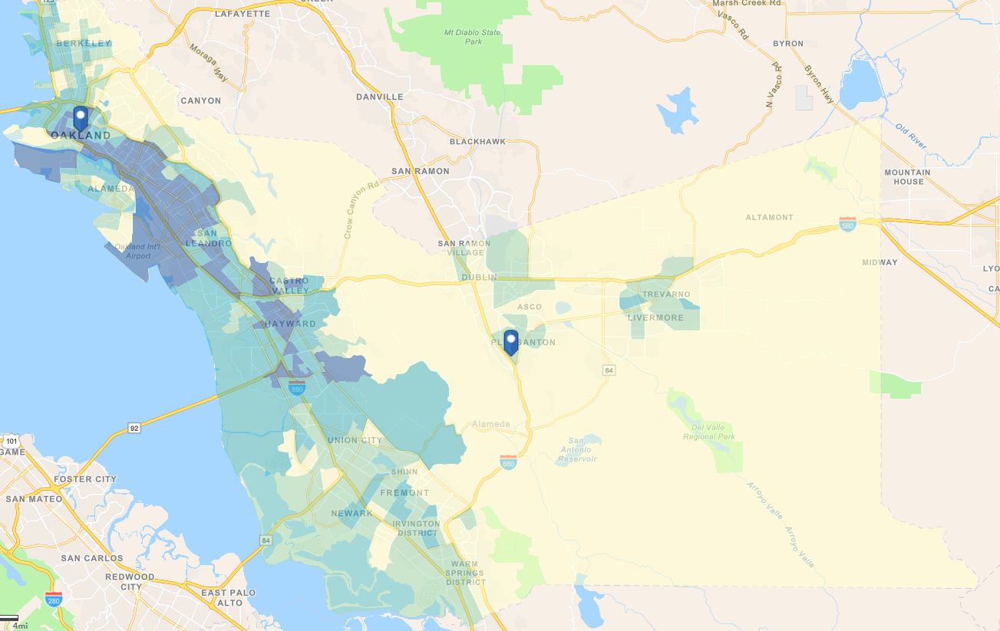 123
LAFAYETTE
Marsh Creek Rd
Vasco Rd
Mt Diablo State
Park
BERKELEY
BYRON
Moraga Way
Byron Hwy
N Vasco R
CANYON
DANVILLE
OAKLAND
BLACKHAWK
Old River
SAN RAMON
MOUNTAIN
HOUSE
ALAMEDA
Crow Canyon Rd
ALTAMONT
580
SAN
LEANDRO
Oakland Int'l
Airport
SAN RAMON
VILLAGE
MIDWAY
LYO
DUBLIN
CASTRO
VALLEY
CA
TREVARNO
ASCO
LIVERMORE
HAYWARD
PLEASANTON
84
880
92
Alameda
Del Valle
Regional Park
101
GAME
UNION CITY
San
Antonio
Reservoir
680
SHINN
FOSTER CITY
FREMONT
SAN MATEO
Arroyo Valle
NEWARK
IRVINGTON
DISTRICT
Arroyo Valle
84
SAN CARLOS
WARM
SPRINGS
DISTRICT
REDWOOD
CITY
EAST PALO
ALTO
280
4mi